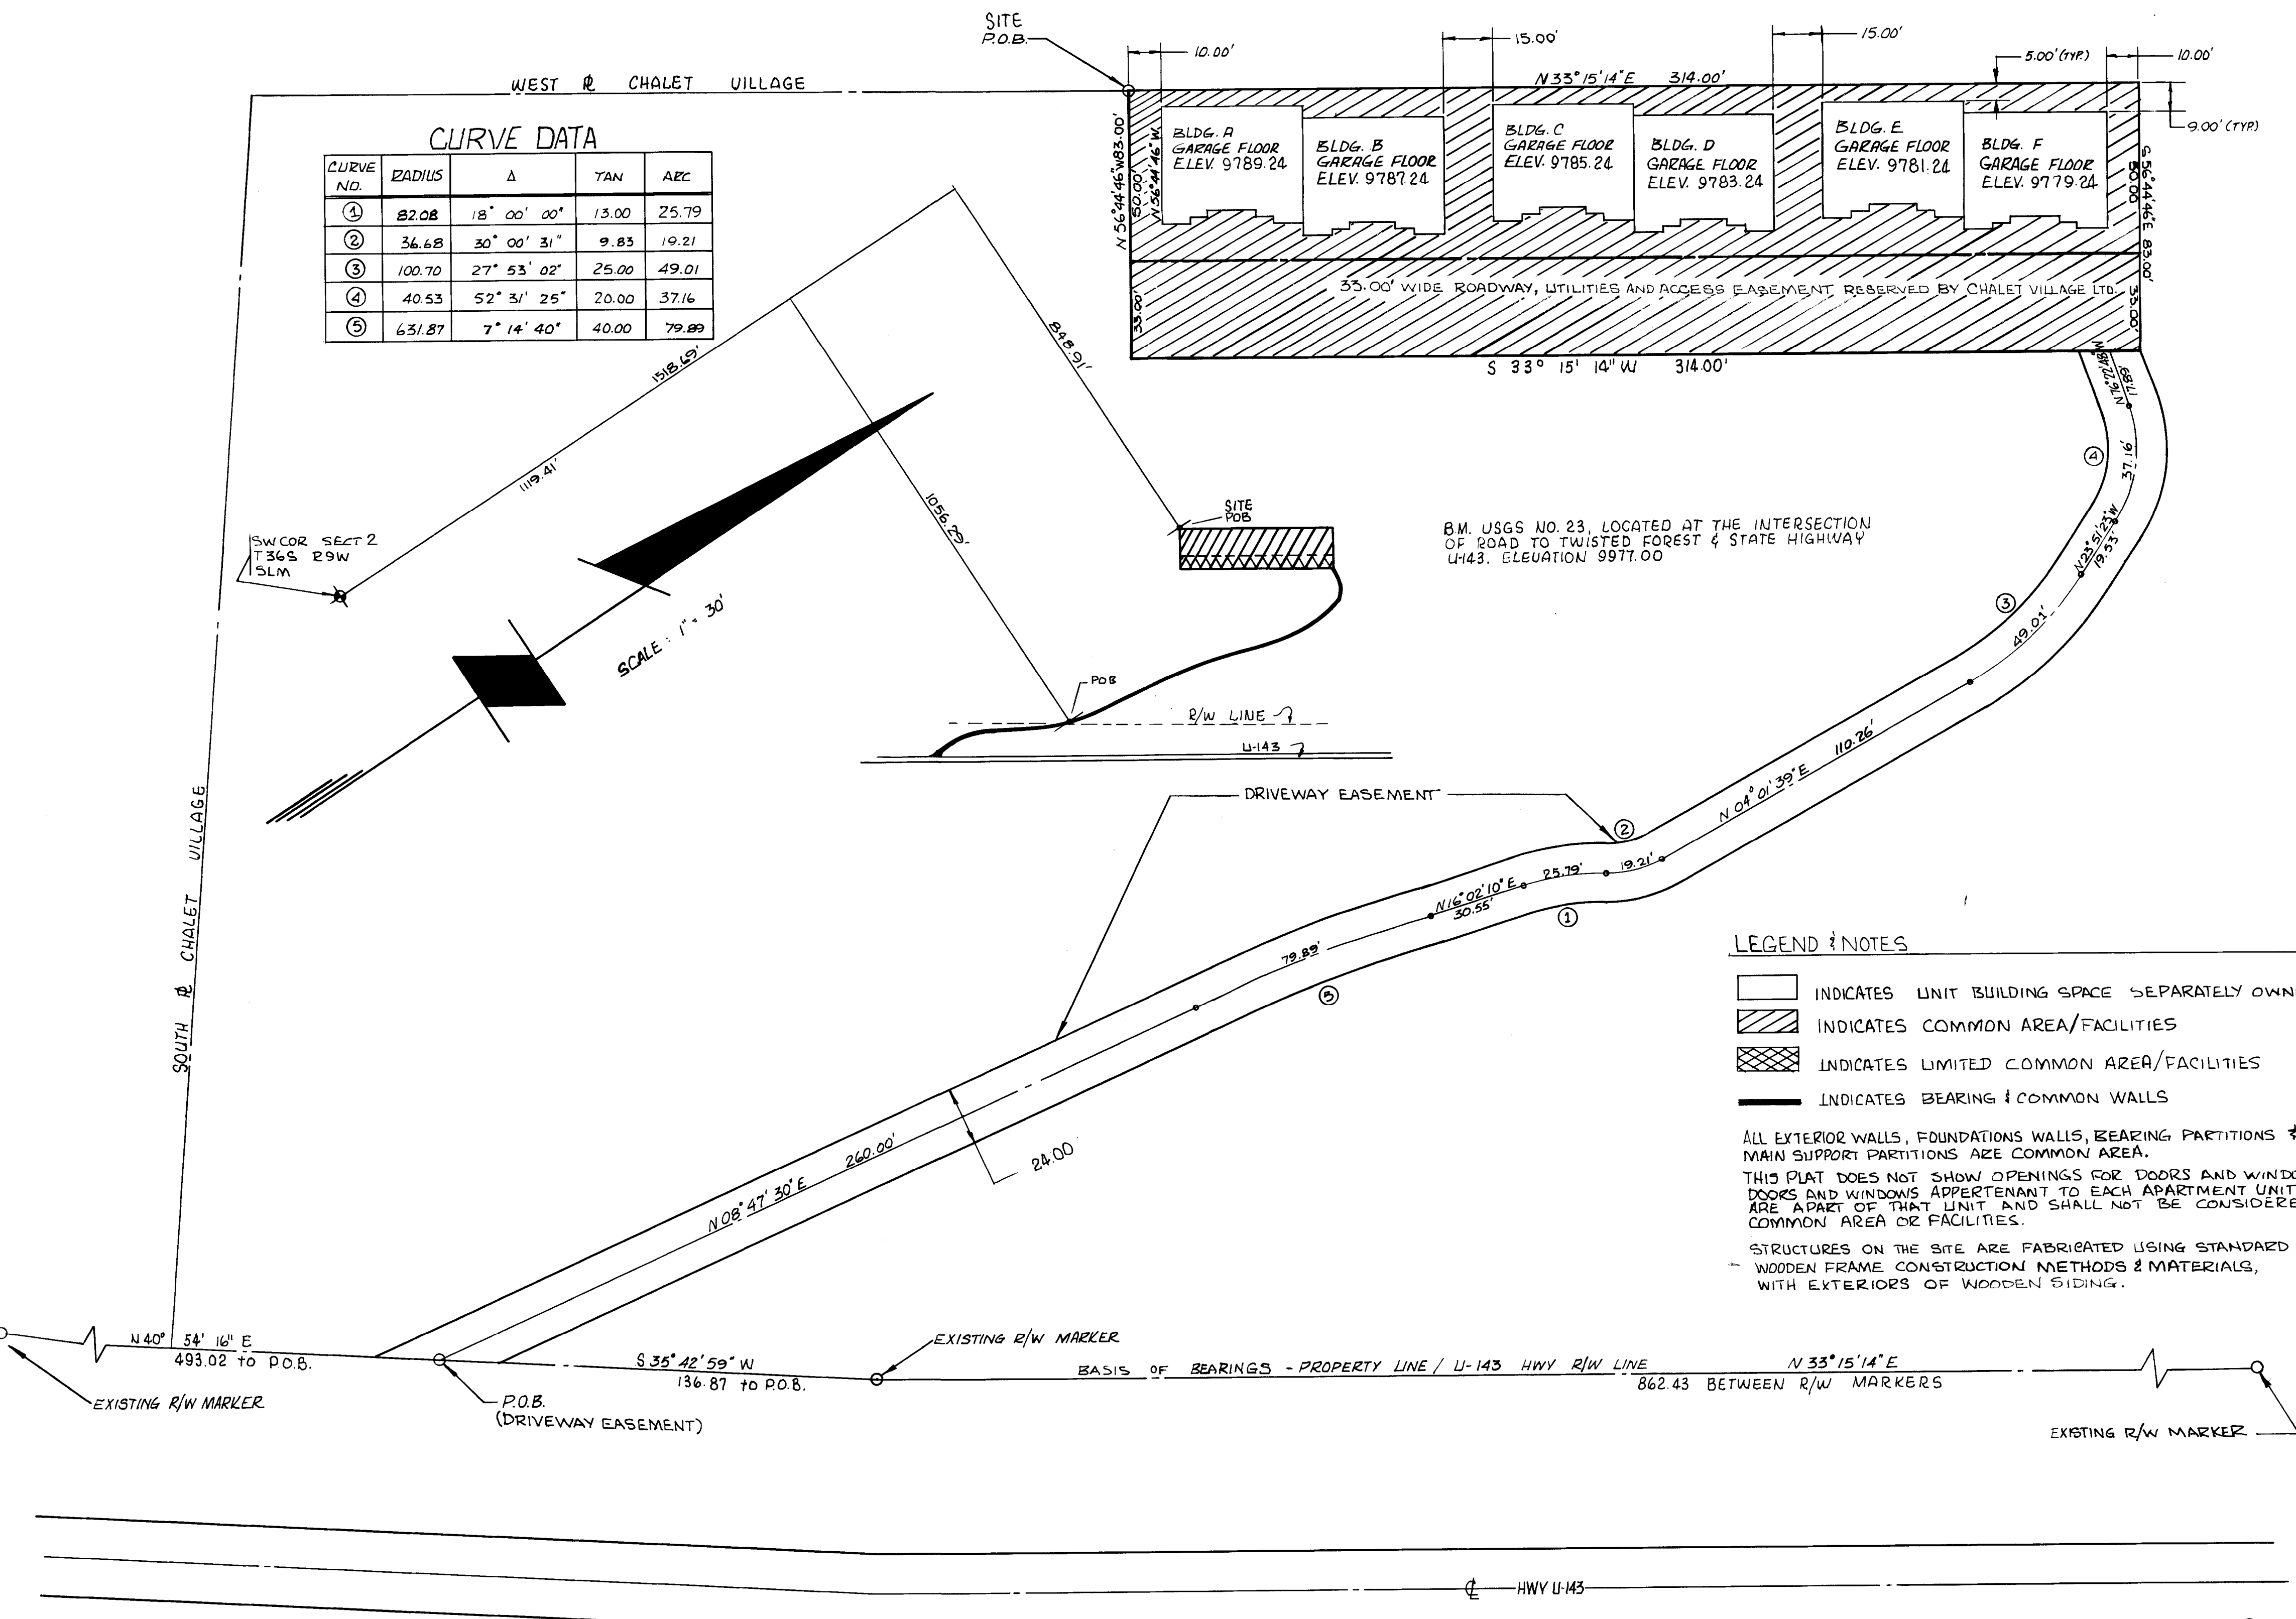 SITE
P.O.B.
10.00'
15.00'
15.00'
5.00' (TYP.)
10.00'
9.00' (TYP.)
WEST ⅊ CHALET VILLAGE
N 33° 15' 14" E 314.00'
CURVE DATA
CURVE NO. RADIUS Δ TAN ARC
1 82.08 18° 00' 00" 13.00 25.79
2 36.68 30° 00' 31" 9.83 19.21
3 100.70 27° 53' 02" 25.00 49.01
4 40.53 52° 31' 25" 20.00 37.16
5 631.87 7° 14' 40" 40.00 79.89
N 56° 44' 46" W 83.00'
50.00'
N 56° 44' 46" W
33.00'
BLDG. A
GARAGE FLOOR
ELEV. 9789.24
BLDG. B
GARAGE FLOOR
ELEV. 9787.24
BLDG. C
GARAGE FLOOR
ELEV. 9785.24
BLDG. D
GARAGE FLOOR
ELEV. 9783.24
BLDG. E
GARAGE FLOOR
ELEV. 9781.24
BLDG. F
GARAGE FLOOR
ELEV. 9779.24
50.00
S 56° 44' 46" E 83.00'
33.00'
33.00' WIDE ROADWAY, UTILITIES AND ACCESS EASEMENT RESERVED BY CHALET VILLAGE LTD.
S 33° 15' 14" W 314.00'
N 76° 22' 48" W
17.89'
4
37.16'
N 23° 51' 23" W
19.53'
3
49.01'
110.26'
N 04° 01' 39" E
1518.69'
848.91'
1119.41'
1056.29'
SW COR SECT 2
T36S R9W
SLM
SCALE: 1" = 30'
SITE
POB
POB
R/W LINE
U-143
B.M. USGS NO. 23, LOCATED AT THE INTERSECTION
OF ROAD TO TWISTED FOREST & STATE HIGHWAY
U-143. ELEVATION 9977.00
DRIVEWAY EASEMENT
2
19.21'
25.79'
1
N 16° 02' 10" E
30.55'
79.89'
5
SOUTH ⅊ CHALET VILLAGE
260.00'
N 08° 47' 30" E
24.00
LEGEND & NOTES
INDICATES UNIT BUILDING SPACE SEPARATELY OWN
INDICATES COMMON AREA/FACILITIES
INDICATES LIMITED COMMON AREA/FACILITIES
INDICATES BEARING & COMMON WALLS
ALL EXTERIOR WALLS, FOUNDATIONS WALLS, BEARING PARTITIONS &
MAIN SUPPORT PARTITIONS ARE COMMON AREA.
THIS PLAT DOES NOT SHOW OPENINGS FOR DOORS AND WINDO
DOORS AND WINDOWS APPERTENANT TO EACH APARTMENT UNIT
ARE APART OF THAT UNIT AND SHALL NOT BE CONSIDERE
COMMON AREA OR FACILITIES.
STRUCTURES ON THE SITE ARE FABRICATED USING STANDARD
WOODEN FRAME CONSTRUCTION METHODS & MATERIALS,
WITH EXTERIORS OF WOODEN SIDING.
N 40° 54' 16" E
493.02 to P.O.B.
EXISTING R/W MARKER
P.O.B.
(DRIVEWAY EASEMENT)
S 35° 42' 59" W
136.87 to P.O.B.
EXISTING R/W MARKER
BASIS OF BEARINGS - PROPERTY LINE / U-143 HWY R/W LINE
N 33° 15' 14" E
862.43 BETWEEN R/W MARKERS
EXISTING R/W MARKER
℄ HWY U-143